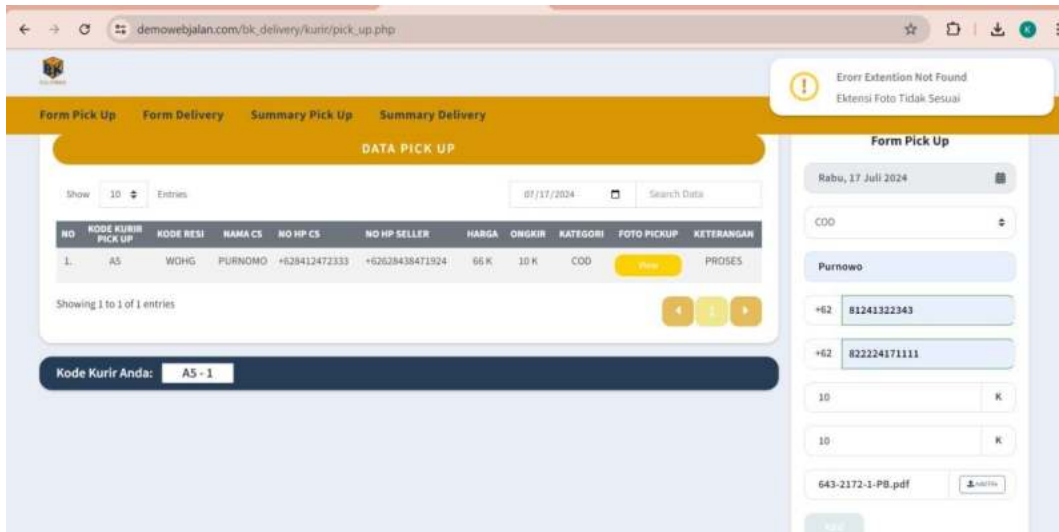 demowebjalan.com/bk_delivery/kurir/pick_up.php
K
BK
Erorr Extention Not Found
Ektensi Foto Tidak Sesuai
Form Pick Up Form Delivery Summary Pick Up Summary Delivery
DATA PICK UP
Form Pick Up
Show 10 Entries 07/17/2024 Search Data
Rabu, 17 Juli 2024
COD
NO KODE KURIR PICK UP KODE RESI NAMA CS NO HP CS NO HP SELLER HARGA ONGKIR KATEGORI FOTO PICKUP KETERANGAN
1. A5 WOHG PURNOMO +628412472333 +62628438471924 66 K 10 K COD View PROSES
Purnowo
Showing 1 to 1 of 1 entries 1
+62 81241322343
+62 822224171111
Kode Kurir Anda: A5 - 1
10 K
10 K
643-2172-1-PB.pdf